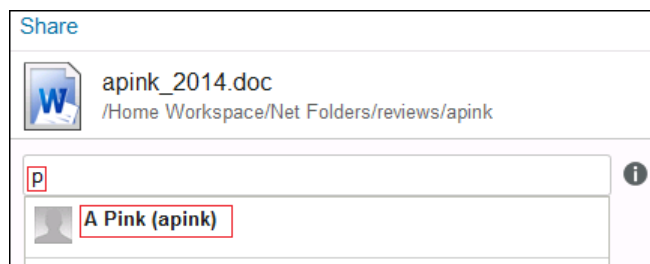 Share
apink_2014.doc
/Home Workspace/Net Folders/reviews/apink
p
A Pink (apink)